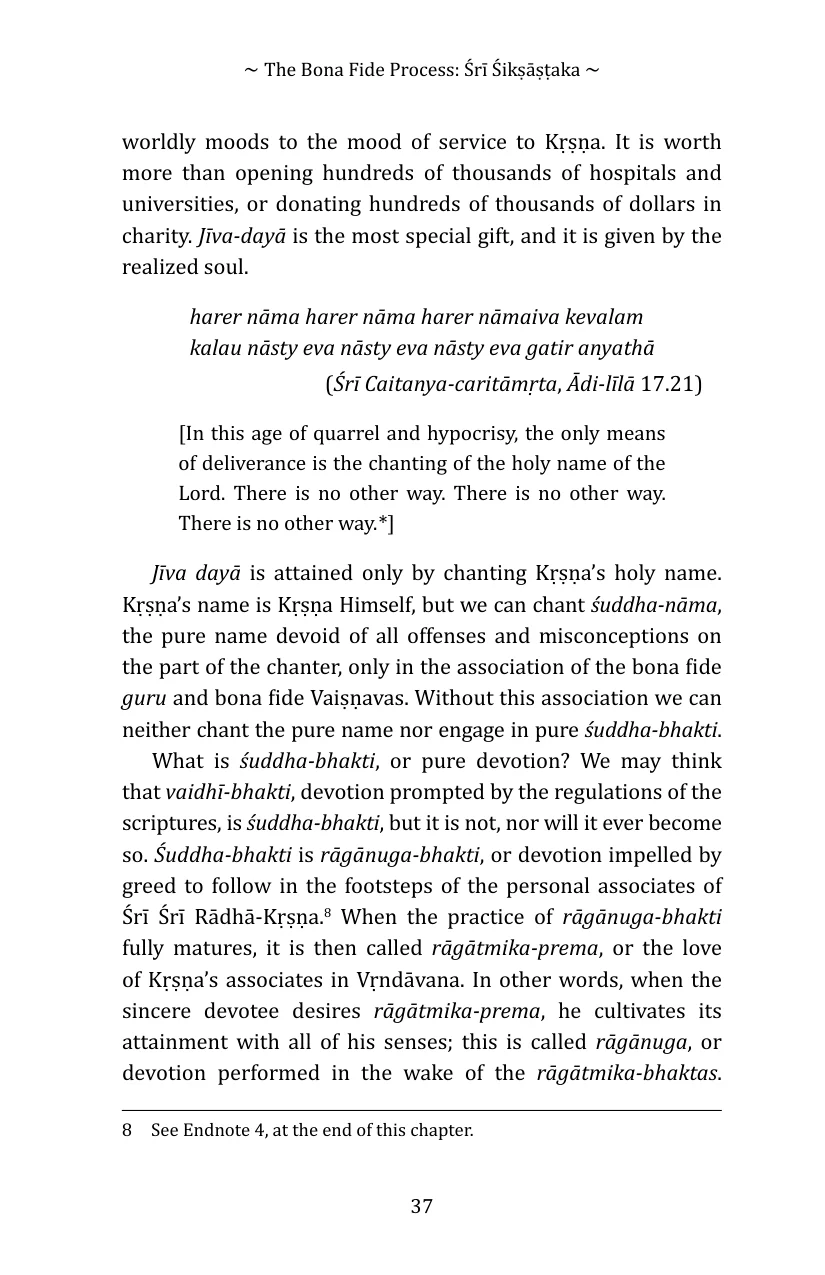 ~ The Bona Fide Process: Śrī Śikṣāṣṭaka ~
worldly moods to the mood of service to Kṛṣṇa. It is worth
more than opening hundreds of thousands of hospitals and
universities, or donating hundreds of thousands of dollars in
charity. Jīva-dayā is the most special gift, and it is given by the
realized soul.
harer nāma harer nāma harer nāmaiva kevalam
kalau nāsty eva nāsty eva nāsty eva gatir anyathā
(Śrī Caitanya-caritāmṛta, Ādi-līlā 17.21)
[In this age of quarrel and hypocrisy, the only means
of deliverance is the chanting of the holy name of the
Lord. There is no other way. There is no other way.
There is no other way.*]
Jīva dayā is attained only by chanting Kṛṣṇa’s holy name.
Kṛṣṇa’s name is Kṛṣṇa Himself, but we can chant śuddha-nāma,
the pure name devoid of all offenses and misconceptions on
the part of the chanter, only in the association of the bona fide
guru and bona fide Vaiṣṇavas. Without this association we can
neither chant the pure name nor engage in pure śuddha-bhakti.
What is śuddha-bhakti, or pure devotion? We may think
that vaidhī-bhakti, devotion prompted by the regulations of the
scriptures, is śuddha-bhakti, but it is not, nor will it ever become
so. Śuddha-bhakti is rāgānuga-bhakti, or devotion impelled by
greed to follow in the footsteps of the personal associates of
Śrī Śrī Rādhā-Kṛṣṇa.8 When the practice of rāgānuga-bhakti
fully matures, it is then called rāgātmika-prema, or the love
of Kṛṣṇa’s associates in Vṛndāvana. In other words, when the
sincere devotee desires rāgātmika-prema, he cultivates its
attainment with all of his senses; this is called rāgānuga, or
devotion performed in the wake of the rāgātmika-bhaktas.
8 See Endnote 4, at the end of this chapter.
37